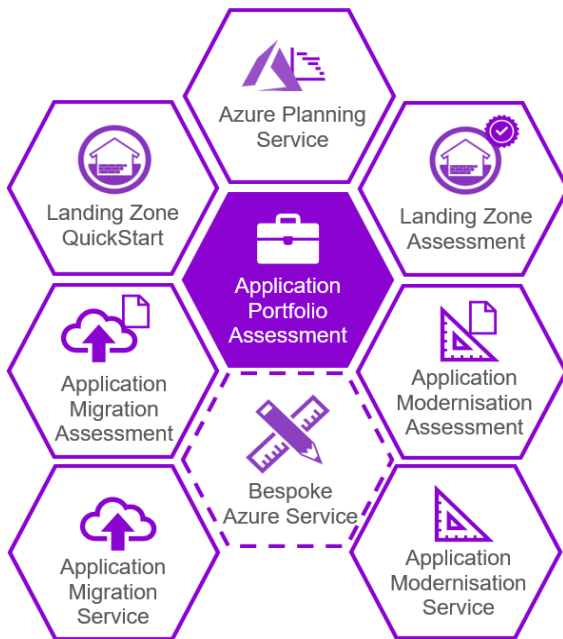 Azure Planning
Service
Landing Zone
QuickStart
Landing Zone
Assessment
Application
Portfolio
Assessment
Application
Migration
Assessment
Application
Modernisation
Assessment
Bespoke
Azure Service
Application
Migration
Service
Application
Modernisation
Service